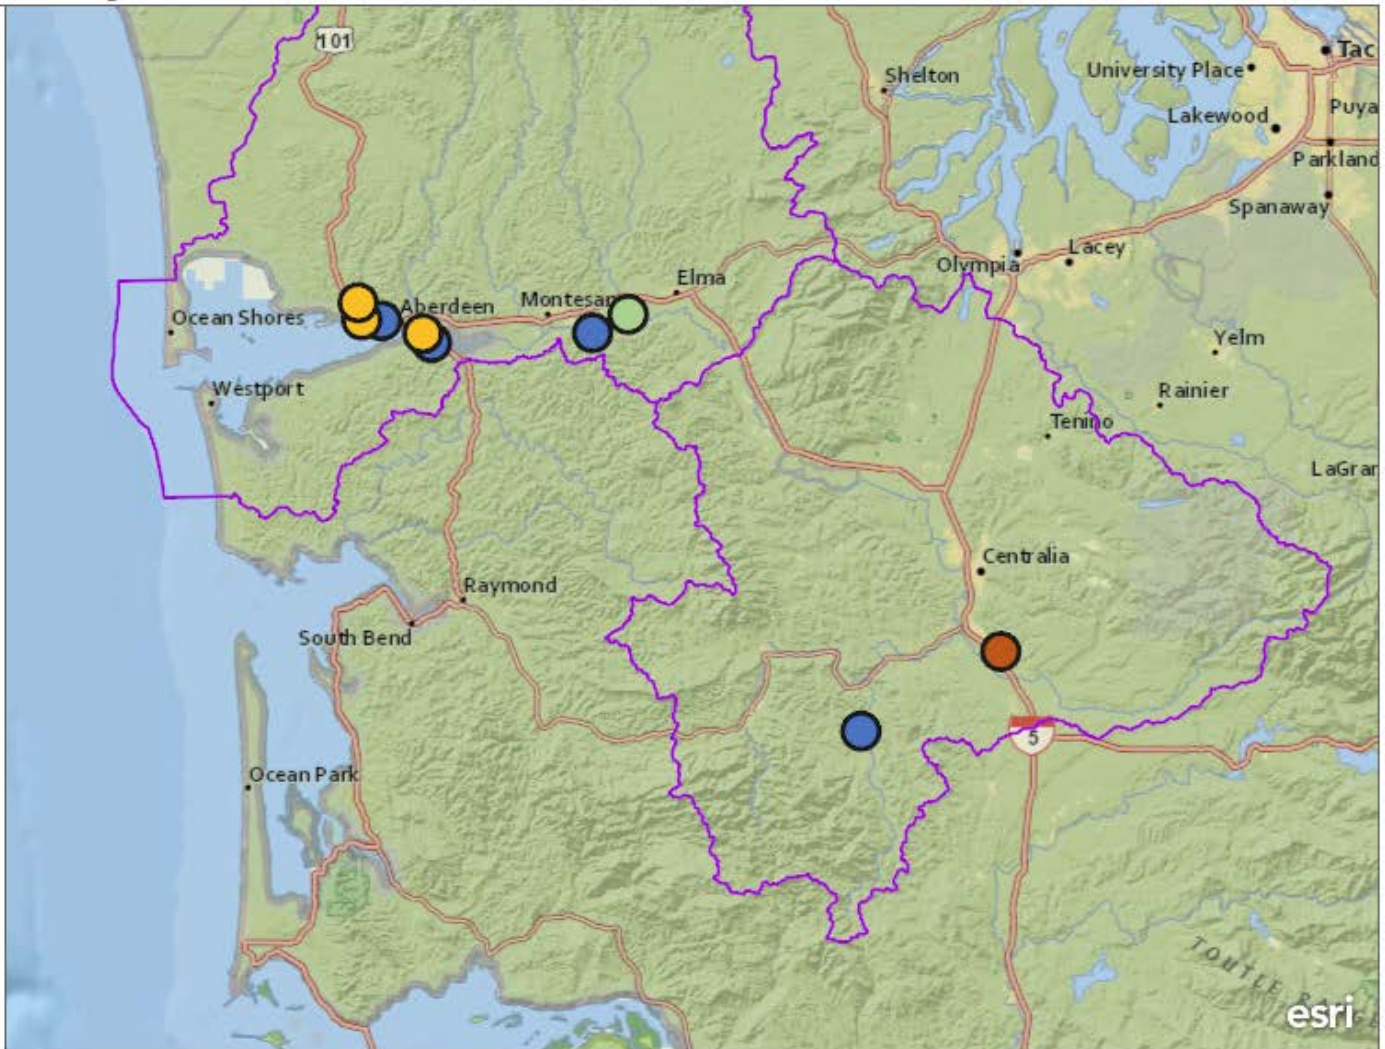 101
Tac
Shelton
University Place
Puya
Lakewood
Parkland
Spanaway
Lacey
Olympia
Elma
Aberdeen
Montesan
Ocean Shores
Yelm
Westport
Rainier
Tenino
LaGrar
Centralia
Raymond
South Bend
5
Ocean Park
TOUTLE R
esri